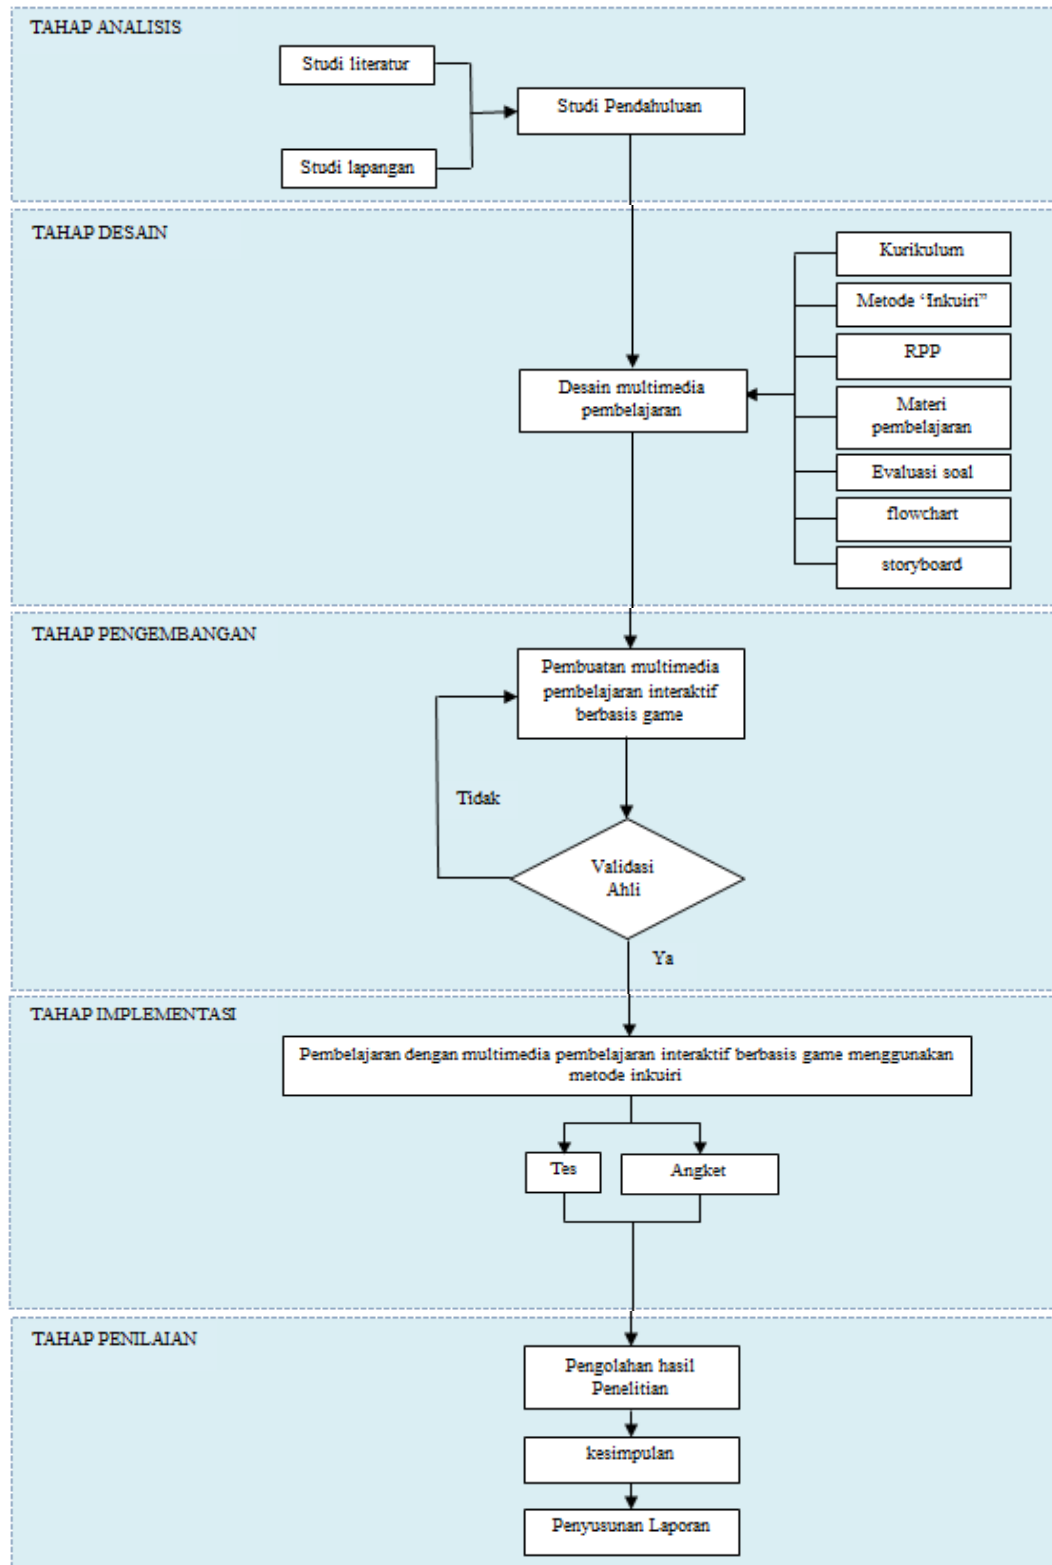 TAHAP ANALISIS
Studi literatur
Studi Pendahuluan
Studi lapangan
TAHAP DESAIN
Kurikulum
Metode “Inkuiri”
RPP
Desain multimedia
pembelajaran
Materi
pembelajaran
Evaluasi soal
flowchart
storyboard
TAHAP PENGEMBANGAN
Pembuatan multimedia
pembelajaran interaktif
berbasis game
Tidak
Validasi
Ahli
Ya
TAHAP IMPLEMENTASI
Pembelajaran dengan multimedia pembelajaran interaktif berbasis game menggunakan
metode inkuiri
Tes
Angket
TAHAP PENILAIAN
Pengolahan hasil
Penelitian
kesimpulan
Penyusunan Laporan